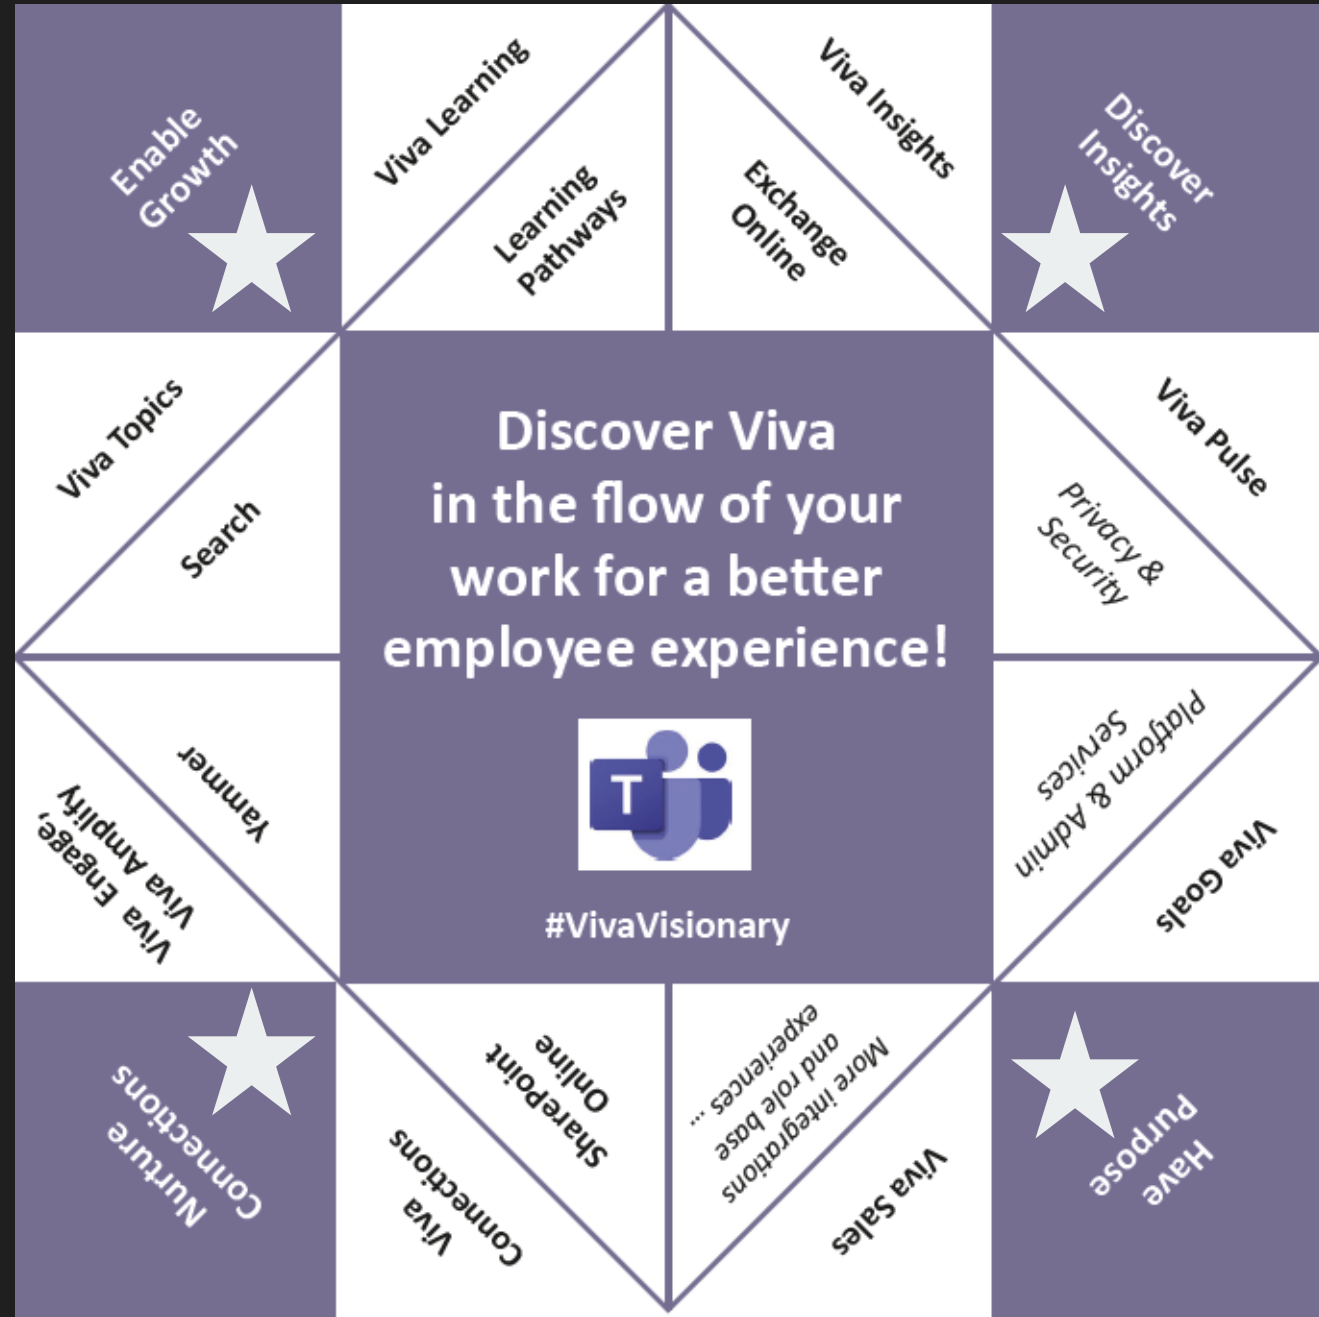 Enable
Growth
Viva Learning
Learning
Pathways
Viva Insights
Exchange
Online
Discover
Insights
Viva Topics
Search
Discover Viva
in the flow of your
work for a better
employee experience!
T
#VivaVisionary
Viva Pulse
Privacy &
Security
Yammer
Viva Engage,
Viva Amplify
Platform & Admin
Services
Viva Goals
Nurture
Connections
Viva
Connections
SharePoint
Online
More integrations
and role base
experiences ...
Viva Sales
Have
Purpose